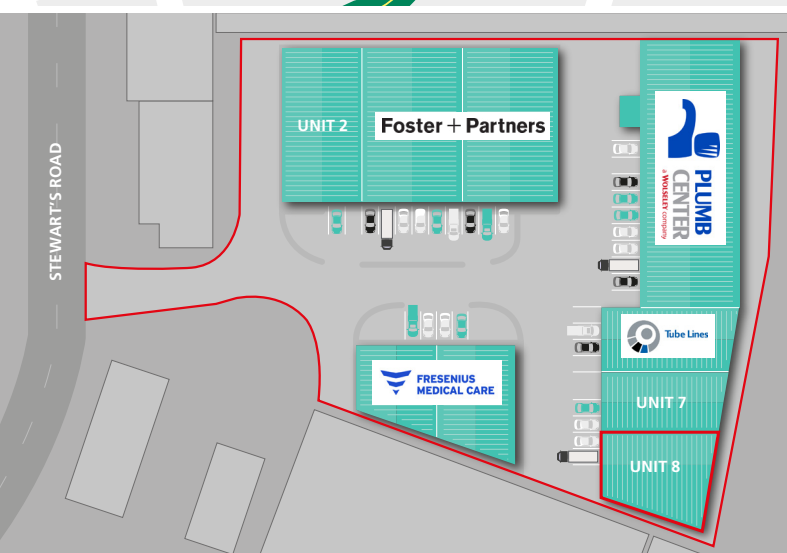 STEWART'S ROAD
UNIT 2
Foster + Partners
PLUMB
CENTER
a WOLSELEY company
Tube Lines
FRESENIUS
MEDICAL CARE
UNIT 7
UNIT 8